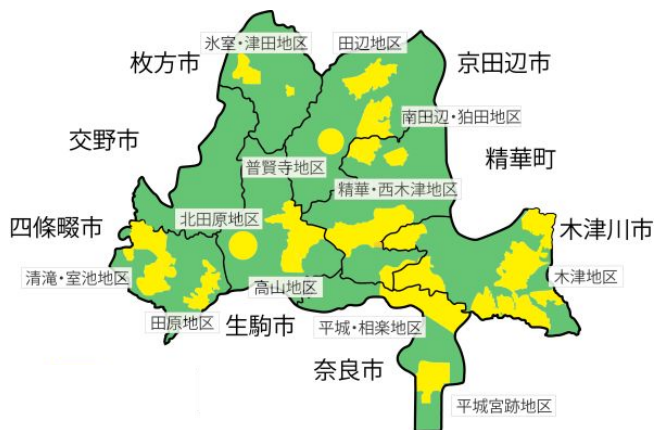 氷室・津田地区
田辺地区
枚方市
京田辺市
南田辺・狛田地区
交野市
精華町
普賢寺地区
精華・西木津地区
北田原地区
四條畷市
木津川市
清滝・室池地区
木津地区
高山地区
田原地区
生駒市
平城・相楽地区
奈良市
平城宮跡地区